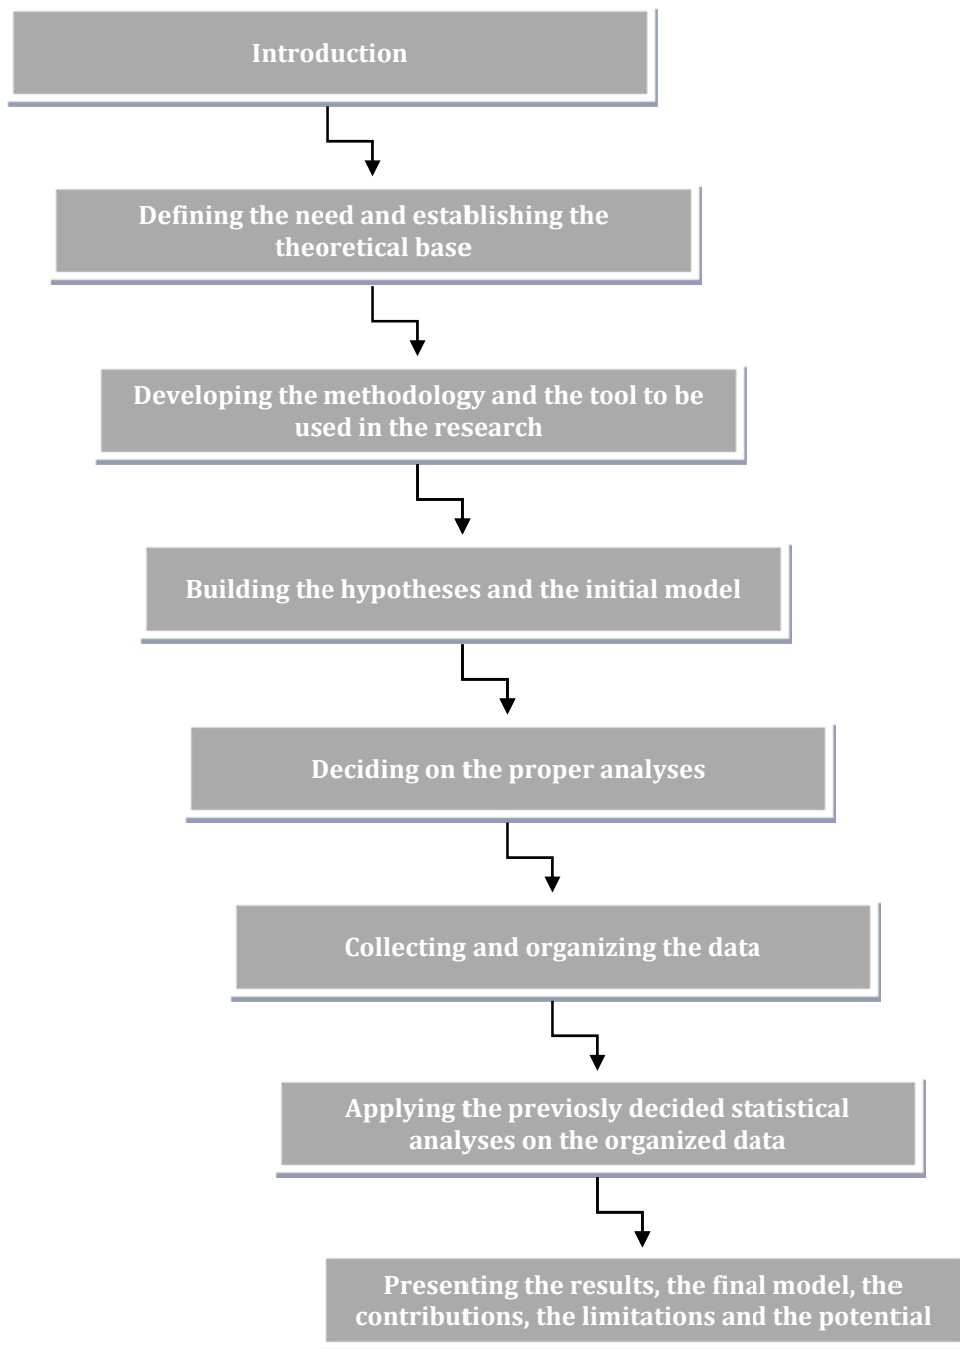 Introduction
Defining the need and establishing the
theoretical base
Developing the methodology and the tool to be
used in the research
Building the hypotheses and the initial model
Deciding on the proper analyses
Collecting and organizing the data
Applying the previosly decided statistical
analyses on the organized data
Presenting the results, the final model, the
contributions, the limitations and the potential